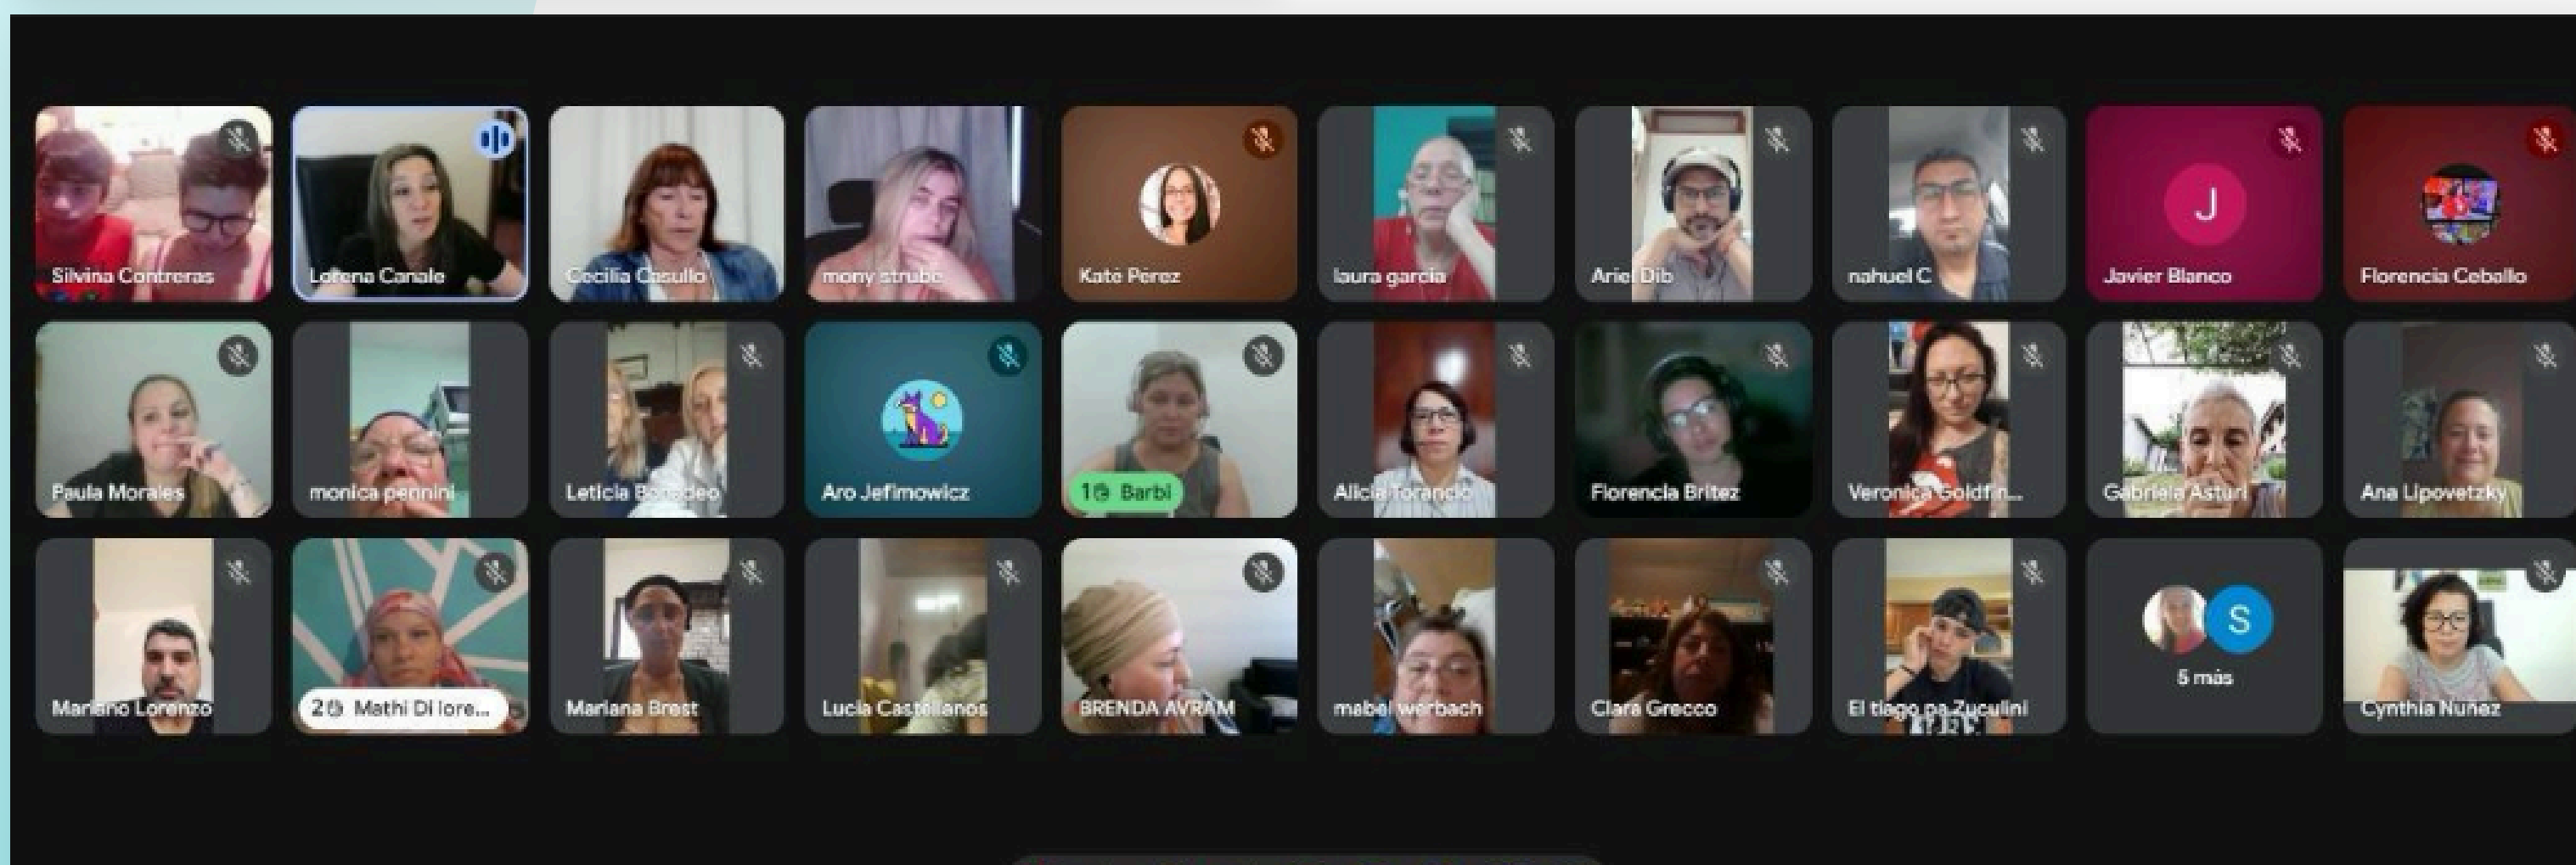 Silvina Contreras
Lorena Canale
Cecilia Casullo
mony strube
Kate Pérez
laura garcia
Ariel Dib
nahuel C
J
Javier Blanco
Florencia Ceballo
Paula Morales
monica pennini
Leticia
Aro Jefimowicz
1 Barbi
Alicia
Florencia Britez
Veronica Goldfin...
Gabriela Asturi
Ana Lipovetzky
Mariano Lorenzo
2 Mathi Di lore...
Mariana Brest
Lucia Castellanos
BRENDA AVRAM
mabel werbach
Clara Grecco
El tiago pa Zuculini
S
5 más
Cynthia Nuñez